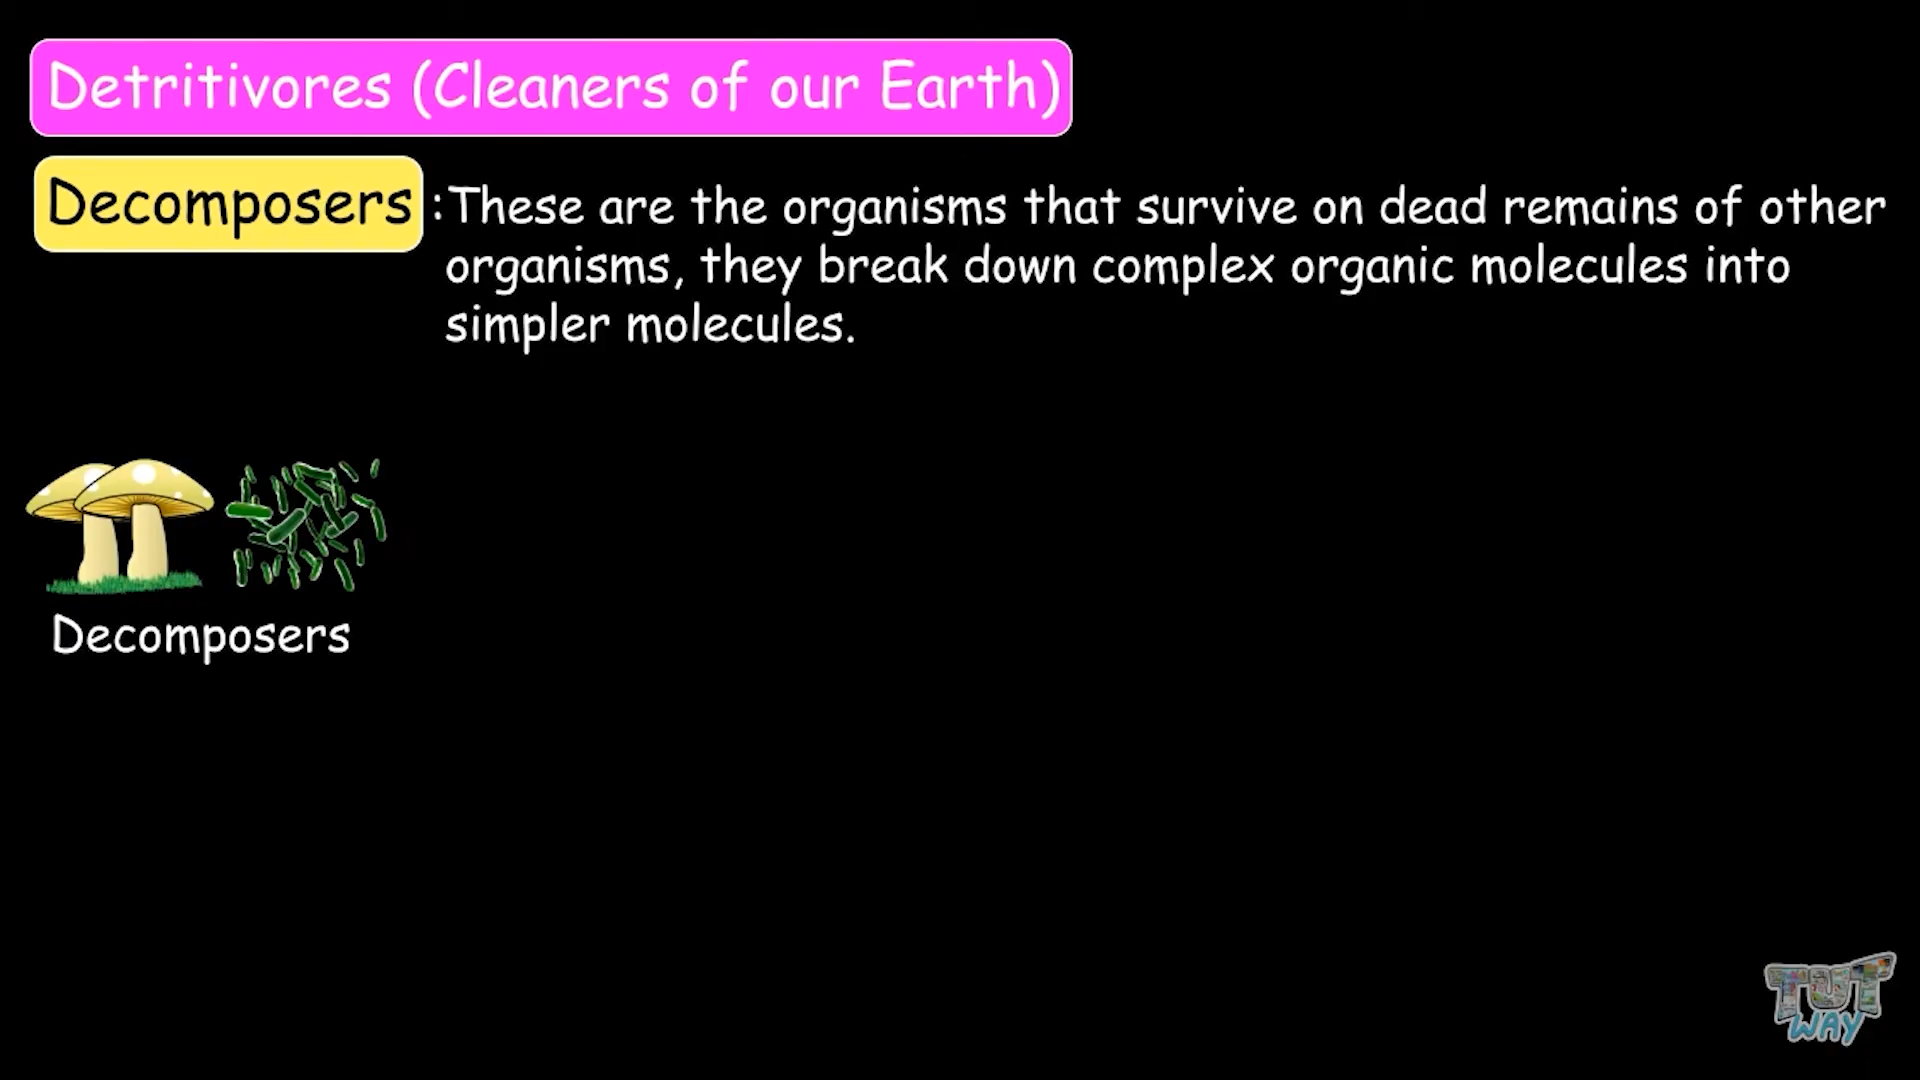 Detritivores (Cleaners of our Earth)
Decomposers :These are the organisms that survive on dead remains of other
organisms, they break down complex organic molecules into
simpler molecules.
Decomposers
TUT
WAY